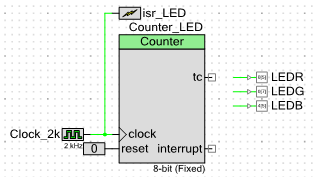 isr_LED
Counter_LED
Counter
tc
LEDR
LEDG
LEDB
Clock_2k
clock
2 kHz
0
reset
interrupt
8-bit (Fixed)